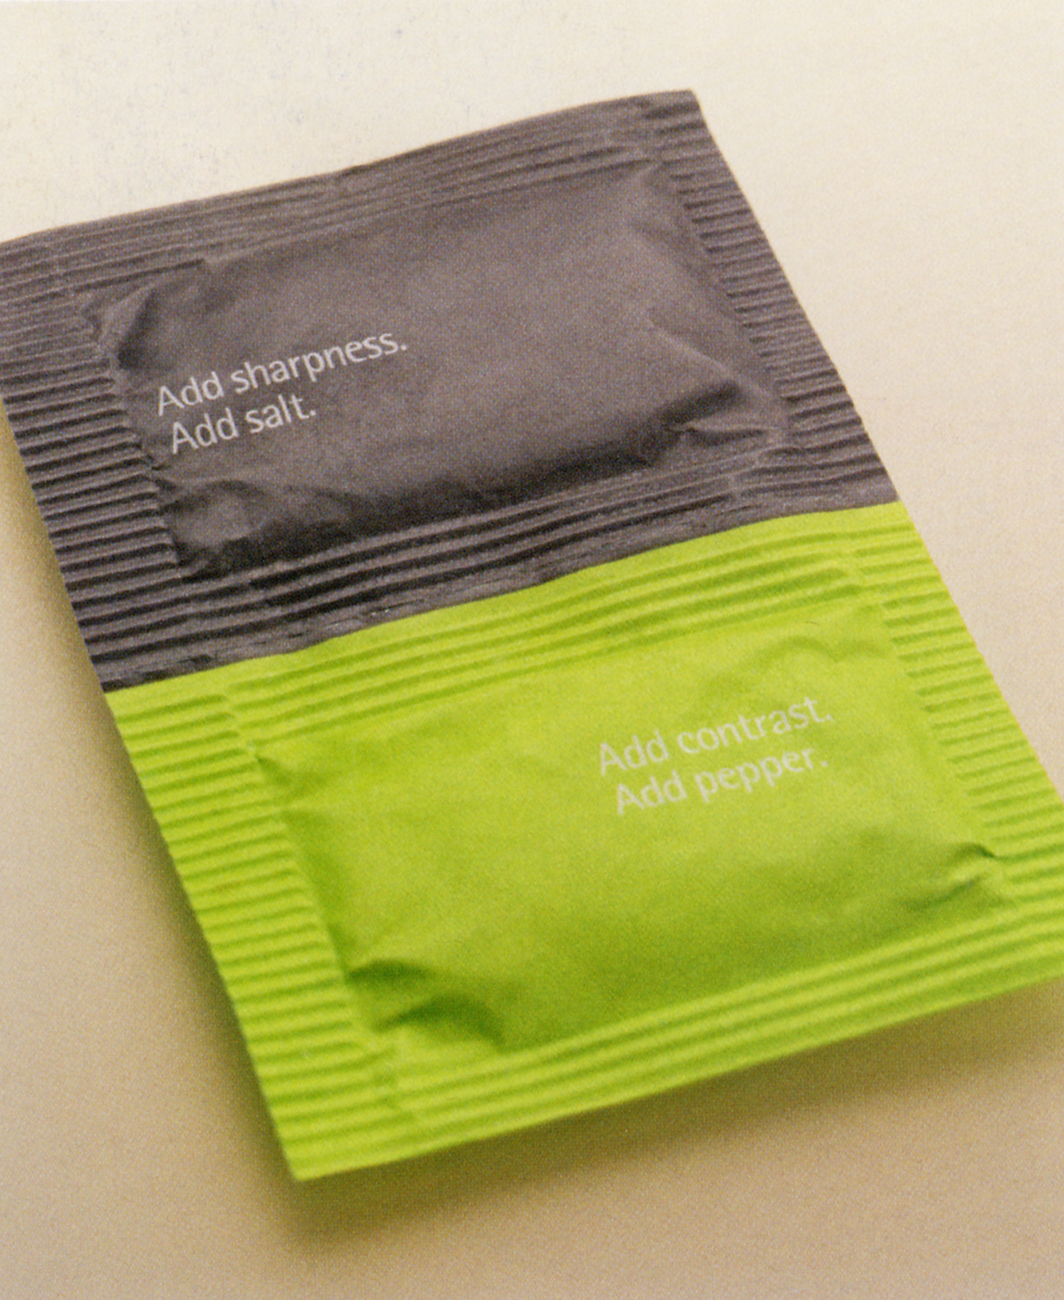 Add sharpness.
Add salt.
Add contrast.
Add pepper.